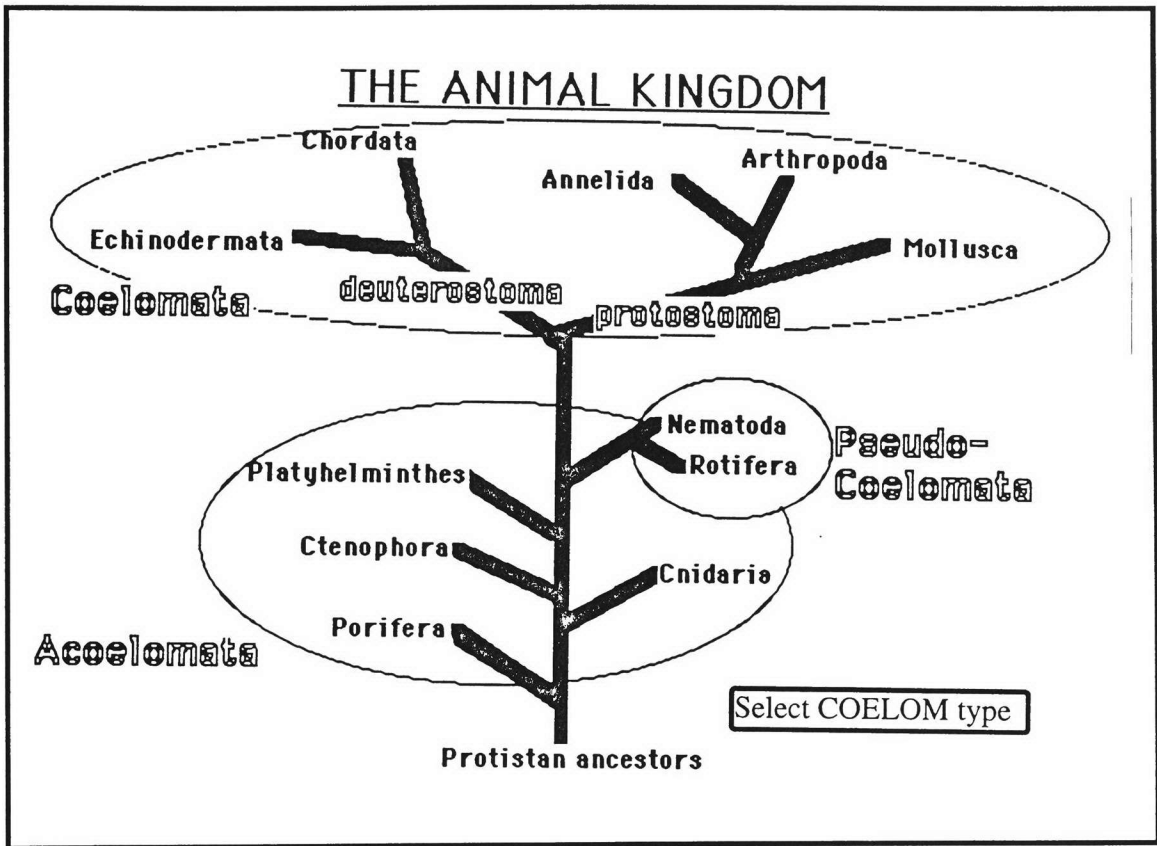 THE ANIMAL KINGDOM
Chordata
Arthropoda
Annelida
Echinodermata
Mollusca
Coelomata
deuterostoma
protostoma
Nematoda
Pseudo-
Coelomata
Rotifera
Platyhelminthes
Ctenophora
Cnidaria
Porifera
Acoelomata
Select COELOM type
Protistan ancestors